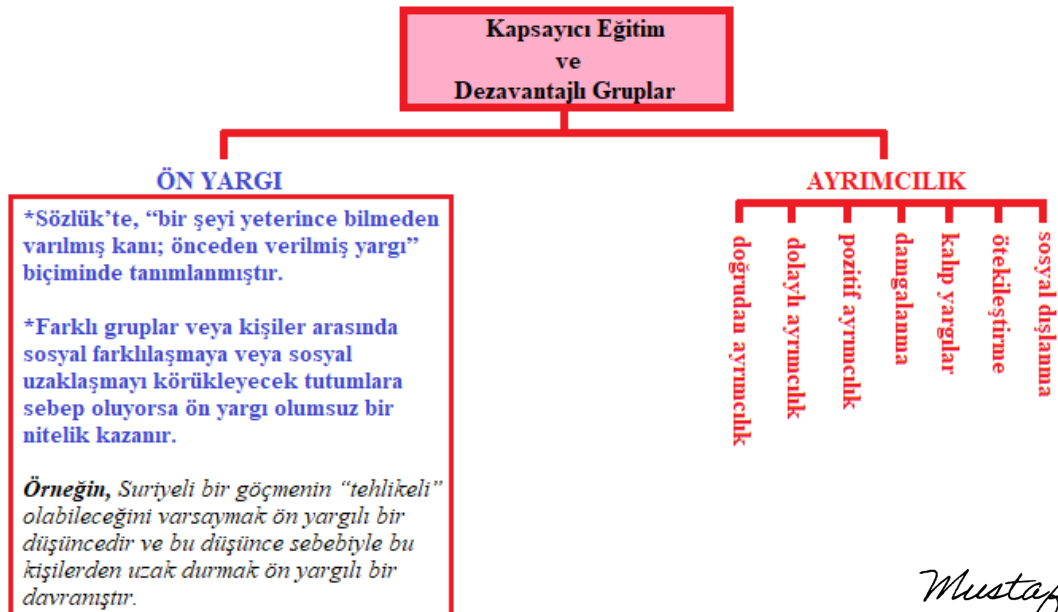 Kapsayıcı Eğitim
ve
Dezavantajlı Gruplar
ÖN YARGI
*Sözlük’te, “bir şeyi yeterince bilmeden
varılmış kanı; önceden verilmiş yargı”
biçiminde tanımlanmıştır.
*Farklı gruplar veya kişiler arasında
sosyal farklılaşmaya veya sosyal
uzaklaşmayı körükleyecek tutumlara
sebep oluyorsa ön yargı olumsuz bir
nitelik kazanır.
Örneğin, Suriyeli bir göçmenin “tehlikeli”
olabileceğini varsaymak ön yargılı bir
düşüncedir ve bu düşünce sebebiyle bu
kişilerden uzak durmak ön yargılı bir
davranıştır.
AYRIMCILIK
doğrudan ayrımcılık
dolaylı ayrımcılık
pozitif ayrımcılık
damgalanma
kalıp yargılar
ötekileştirme
sosyal dışlanma